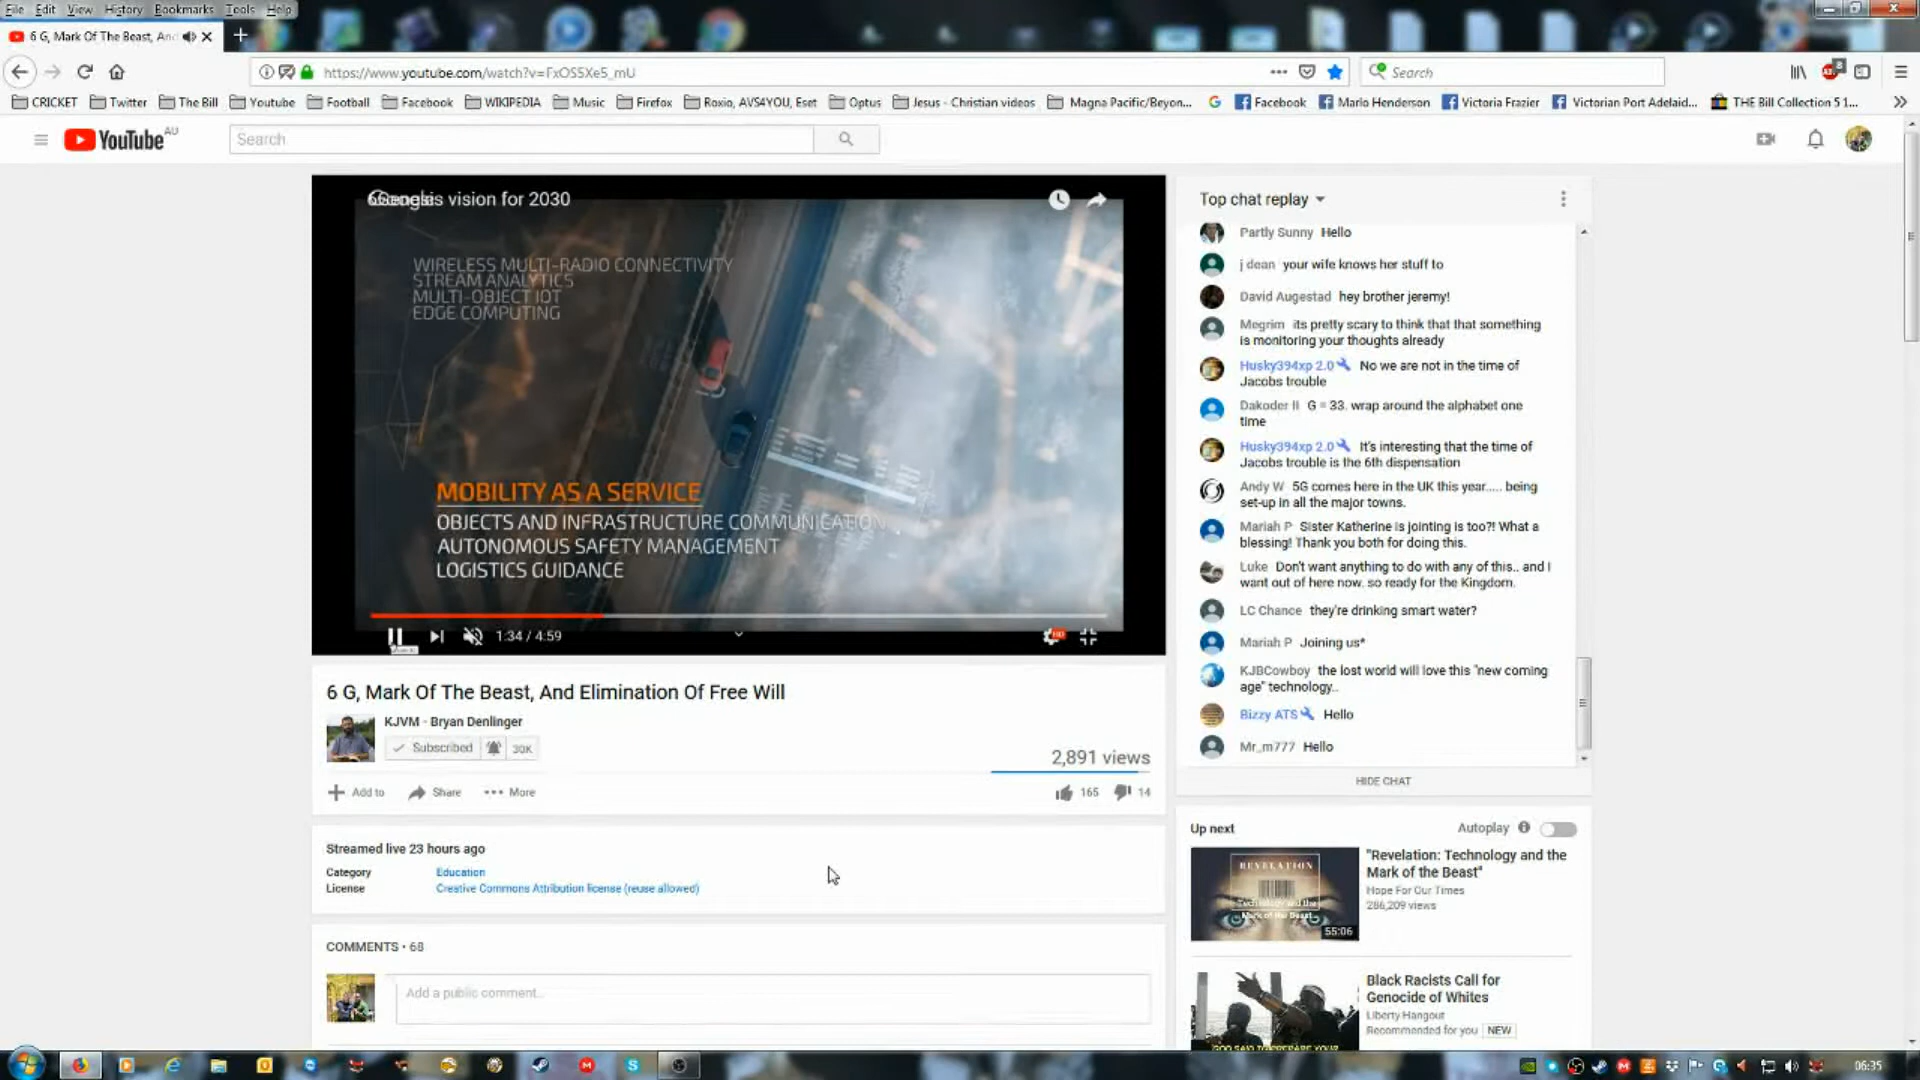 File Edit View History Bookmarks Tools Help
6 G, Mark Of The Beast, And
https://www.youtube.com/watch?v=FxOS5Xe5_mU
Search
CRICKET Twitter The Bill Youtube Football Facebook WIKIPEDIA Music Firefox Roxio, AVS4YOU, Eset Optus Jesus - Christian videos Magna Pacific/Beyon... Facebook Mario Henderson Victoria Frazier Victorian Port Adelaid... THE Bill Collection 5 1...
YouTube AU
Search
vision for 2030
WIRELESS MULTI-RADIO CONNECTIVITY
STREAM ANALYTICS
MULTI-OBJECT IOT
EDGE COMPUTING
MOBILITY AS A SERVICE
OBJECTS AND INFRASTRUCTURE COMMUNICATION
AUTONOMOUS SAFETY MANAGEMENT
LOGISTICS GUIDANCE
1:34 / 4:59
HD
6 G, Mark Of The Beast, And Elimination Of Free Will
KJVM - Bryan Denlinger
Subscribed 30K
2,891 views
Add to Share More
165 14
Streamed live 23 hours ago
Category Education
License Creative Commons Attribution license (reuse allowed)
COMMENTS • 68
Add a public comment...
Top chat replay
Partly Sunny Hello
j dean your wife knows her stuff to
David Augestad hey brother jeremy!
Megrim its pretty scary to think that that something
is monitoring your thoughts already
Husky394xp 2.0 No we are not in the time of
Jacobs trouble
Dakoder II G = 33. wrap around the alphabet one
time
Husky394xp 2.0 It's interesting that the time of
Jacobs trouble is the 6th dispensation
Andy W 5G comes here in the UK this year..... being
set-up in all the major towns.
Mariah P Sister Katherine is jointing is too?! What a
blessing! Thank you both for doing this.
Luke Don't want anything to do with any of this.. and I
want out of here now. so ready for the Kingdom.
LC Chance they're drinking smart water?
Mariah P Joining us*
KJBCowboy the lost world will love this "new coming
age" technology..
Bizzy ATS Hello
Mr_m777 Hello
HIDE CHAT
Up next Autoplay
REVELATION
Technology and the
Mark of the Beast
55:06
"Revelation: Technology and the
Mark of the Beast"
Hope For Our Times
286,209 views
Black Racists Call for
Genocide of Whites
Liberty Hangout
Recommended for you NEW
06:35